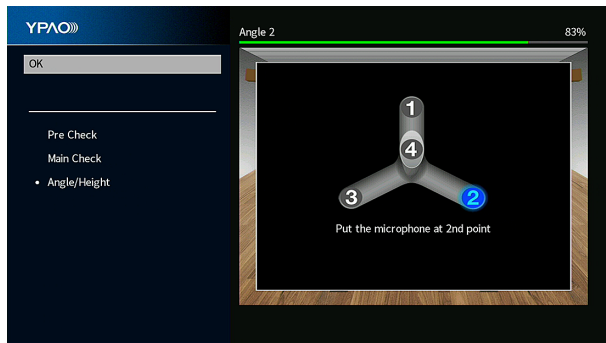 YPAO
Angle 2
83%
OK
Pre Check
Main Check
• Angle/Height
1
4
3
2
Put the microphone at 2nd point